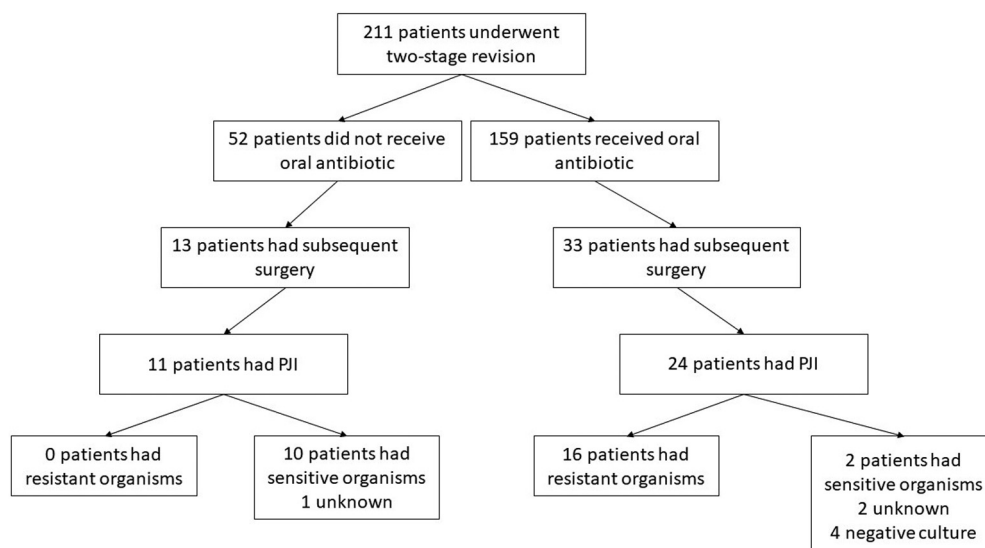 211 patients underwent
two-stage revision
52 patients did not receive
oral antibiotic
159 patients received oral
antibiotic
13 patients had subsequent
surgery
33 patients had subsequent
surgery
11 patients had PJI
24 patients had PJI
0 patients had
resistant organisms
10 patients had
sensitive organisms
1 unknown
16 patients had
resistant organisms
2 patients had
sensitive organisms
2 unknown
4 negative culture